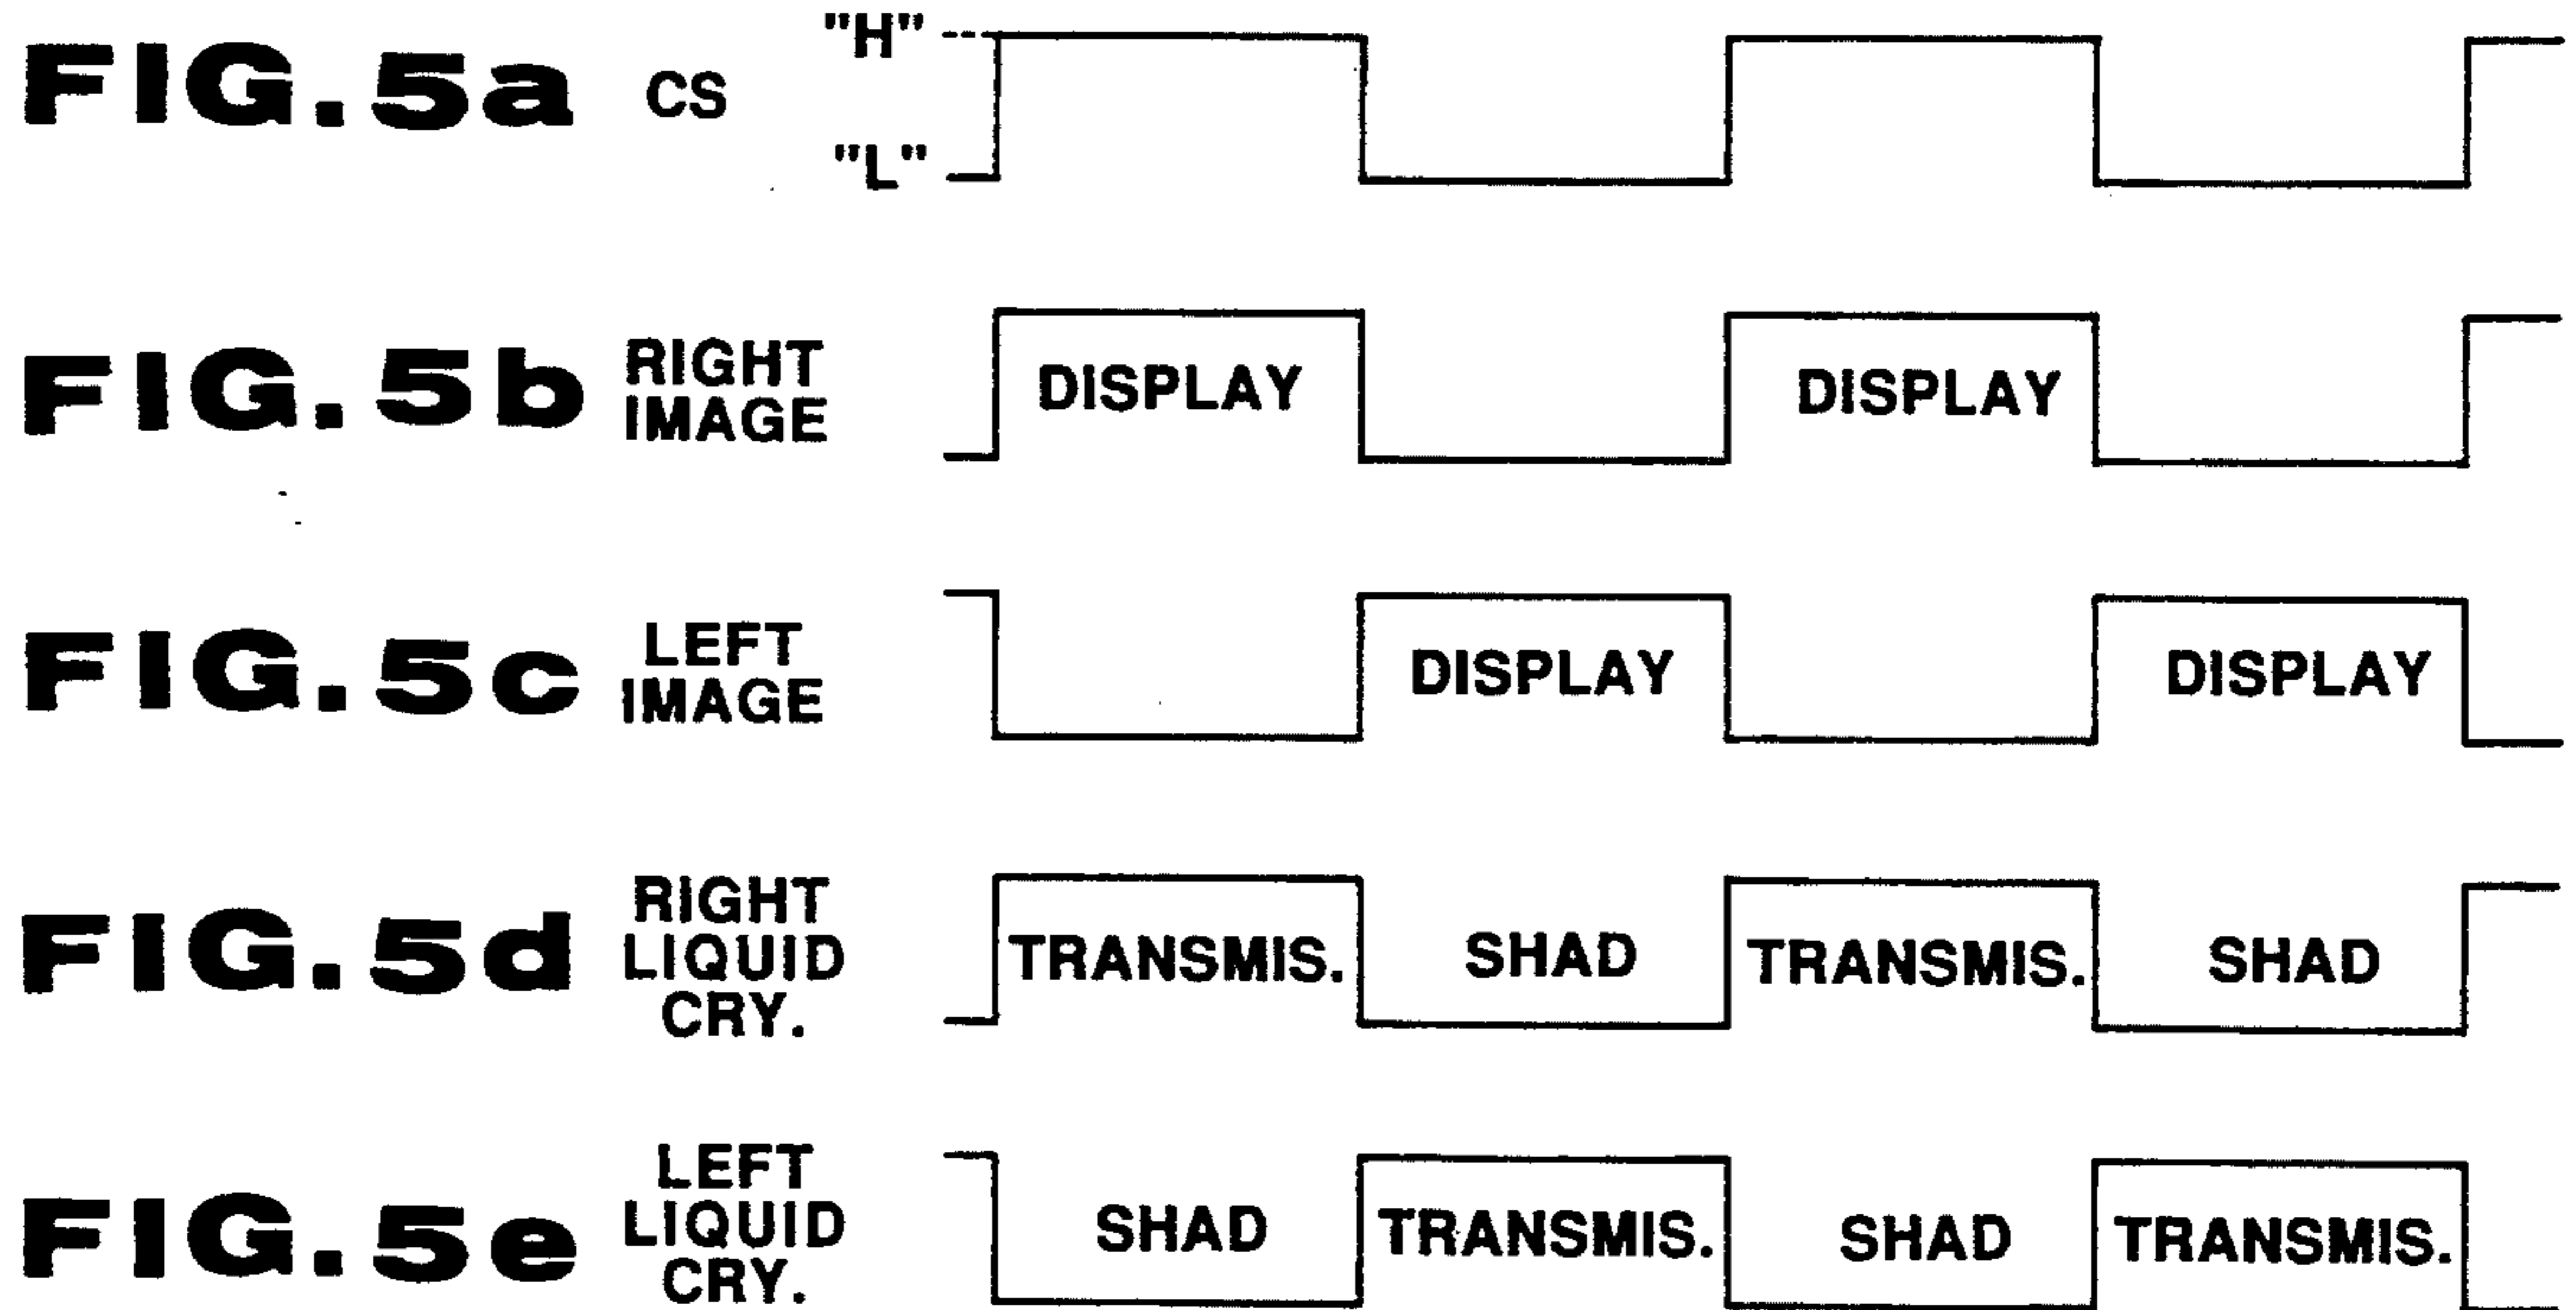 FIG.5a CS "H"
"L"
FIG.5b RIGHT IMAGE
DISPLAY DISPLAY
FIG.5c LEFT IMAGE
DISPLAY DISPLAY
FIG.5d RIGHT LIQUID CRY.
TRANSMIS. SHAD TRANSMIS. SHAD
FIG.5e LEFT LIQUID CRY.
SHAD TRANSMIS. SHAD TRANSMIS.